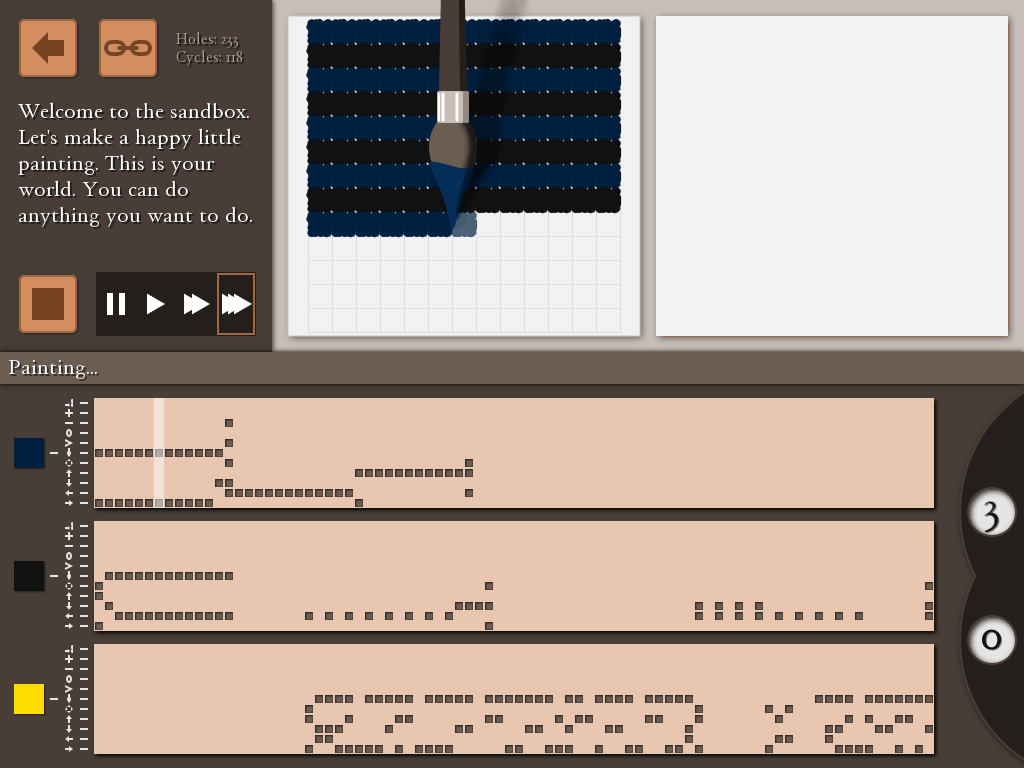 Holes: 233
Cycles: 118
Welcome to the sandbox.
Let's make a happy little
painting. This is your
world. You can do
anything you want to do.
Painting...
3
0